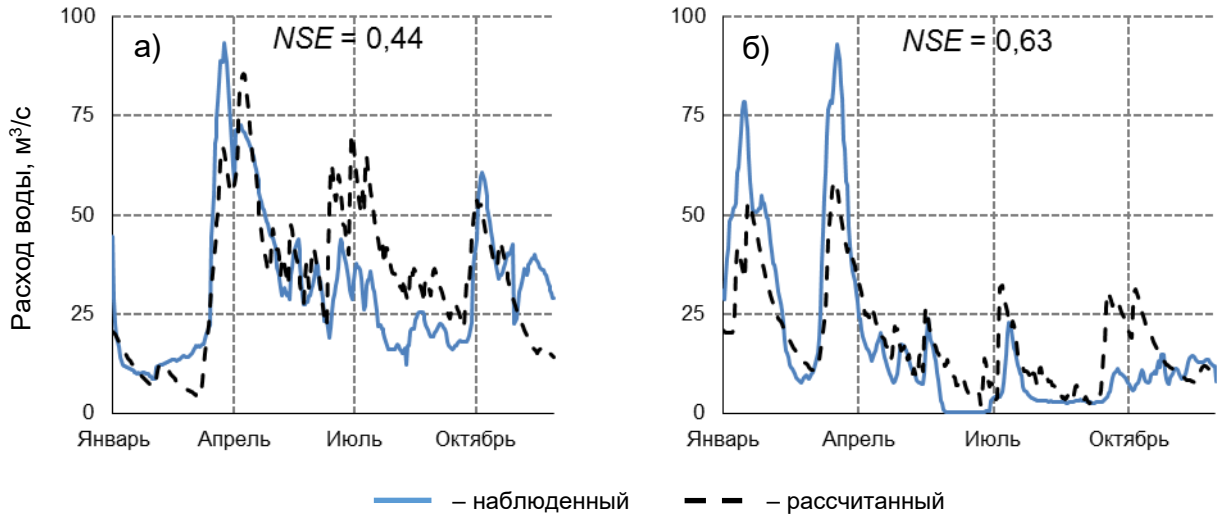 Расход воды, м³/с
а)
NSE = 0,44
100
75
50
25
0
Январь Апрель Июль Октябрь
б)
NSE = 0,63
100
75
50
25
0
Январь Апрель Июль Октябрь
– наблюденный – рассчитанный